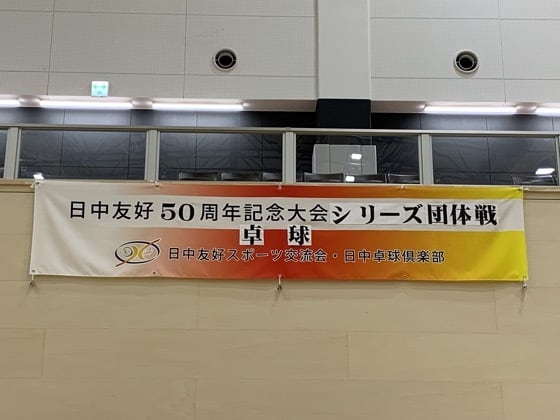 日中友好50周年記念大会シリーズ団体戦
卓球
日中友好スポーツ交流会・日中卓球倶楽部